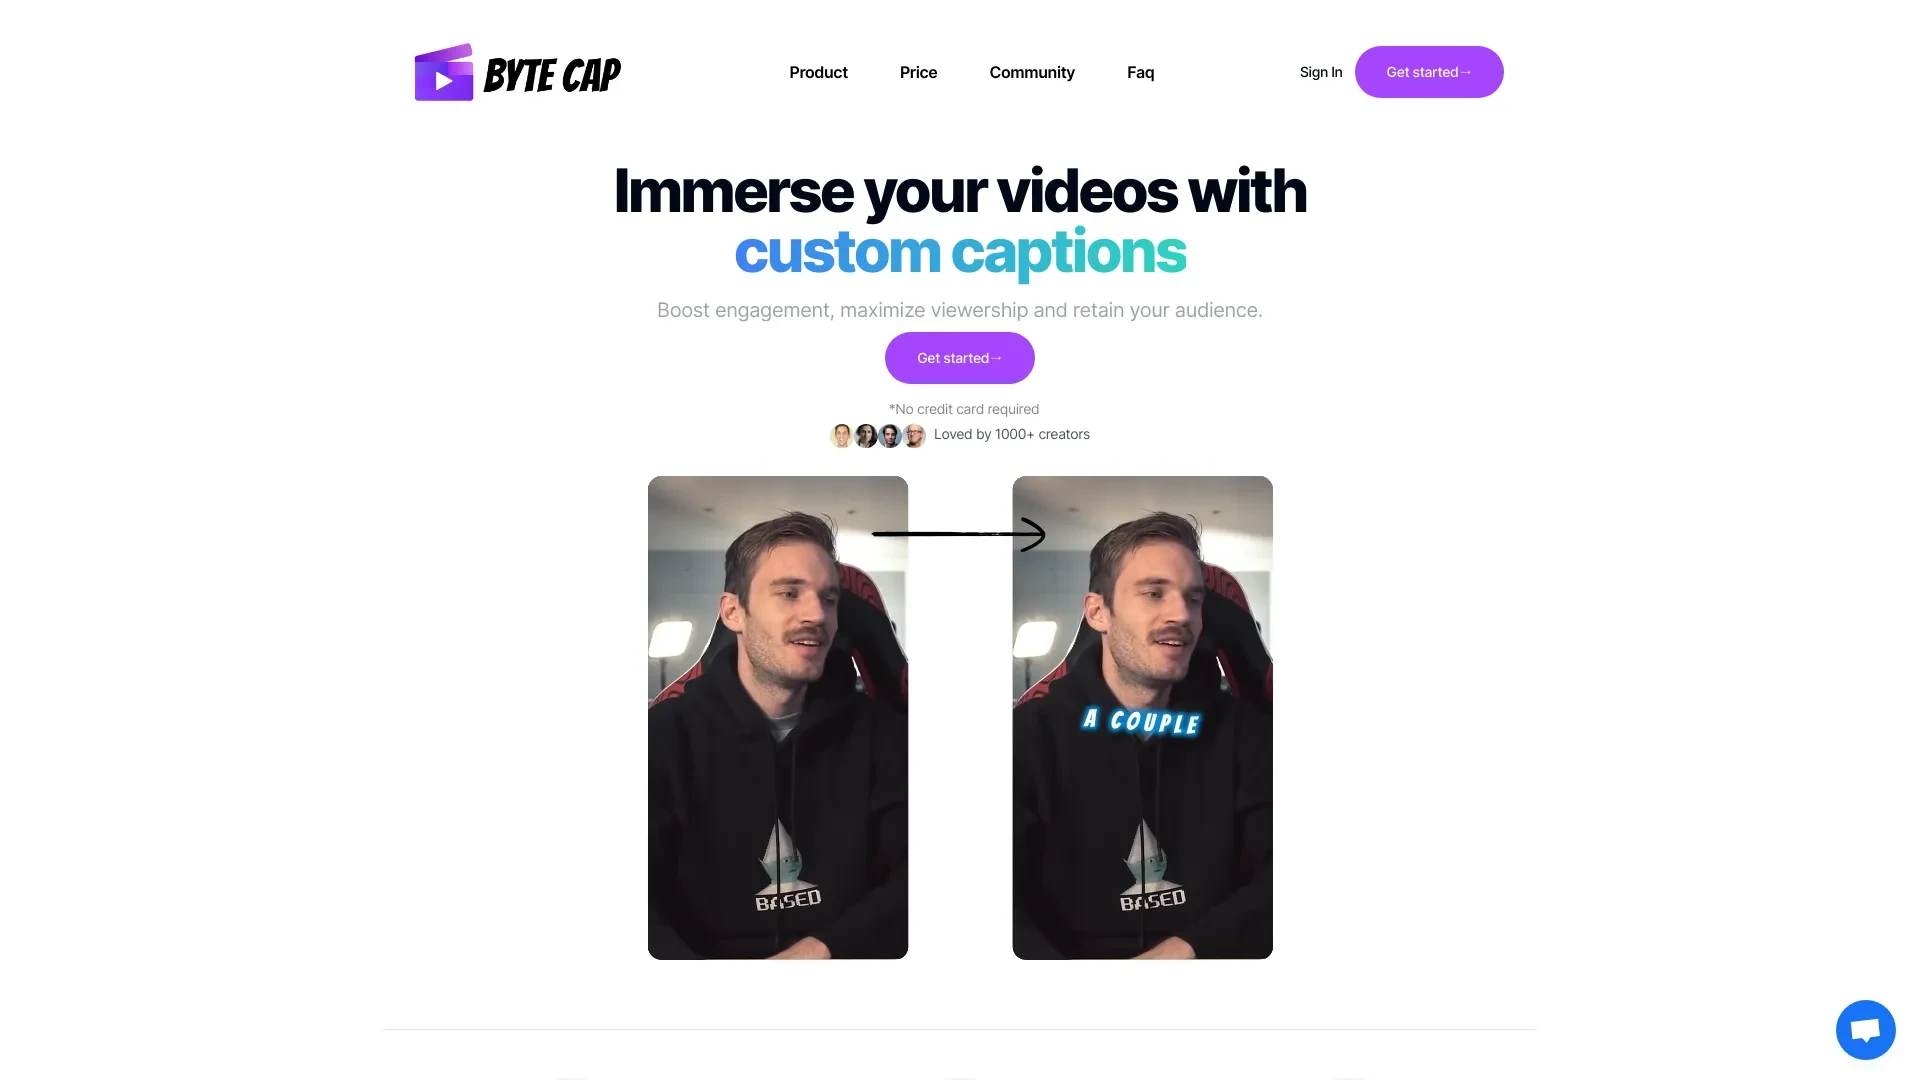 BYTE CAP
Product
Price
Community
Faq
Sign In
Get started→
Immerse your videos with
custom captions
Boost engagement, maximize viewership and retain your audience.
Get started→
*No credit card required
Loved by 1000+ creators
A COUPLE
BASED
BASED